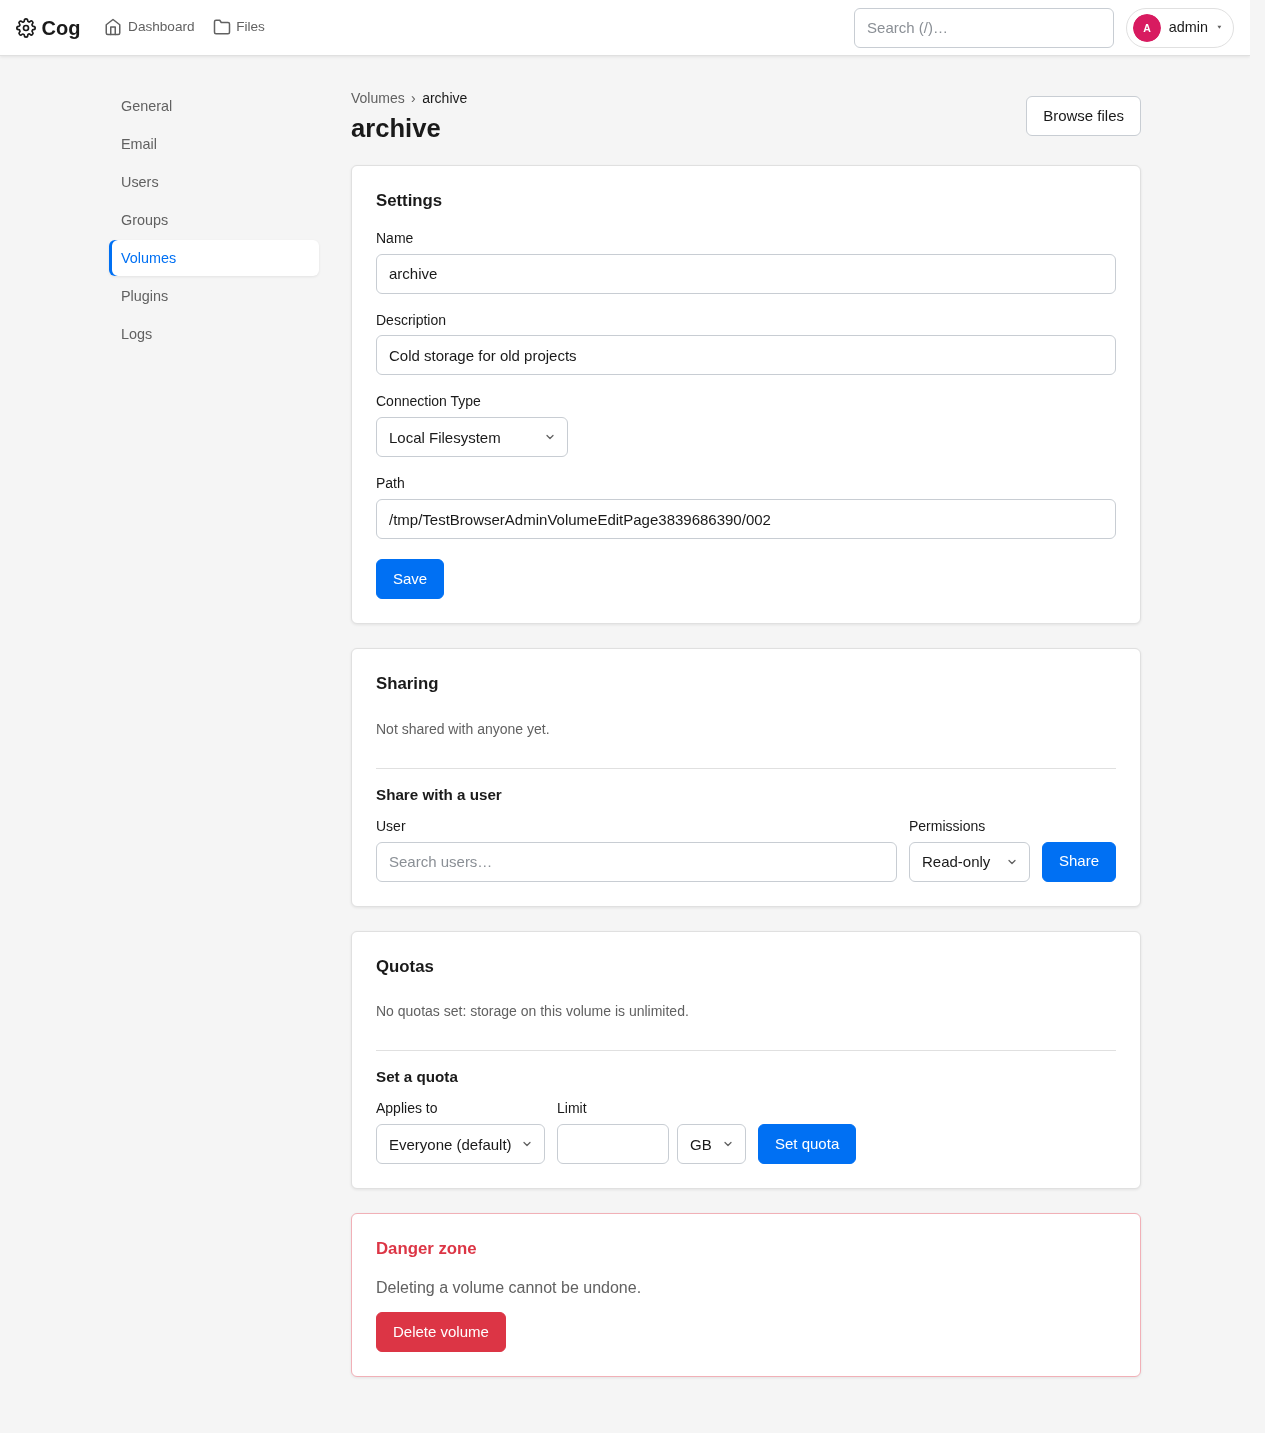 Cog
Dashboard
Files
Search (/)…
A
admin
General
Email
Users
Groups
Volumes
Plugins
Logs
Volumes › archive
archive
Browse files
Settings
Name
archive
Description
Cold storage for old projects
Connection Type
Local Filesystem
Path
/tmp/TestBrowserAdminVolumeEditPage3839686390/002
Save
Sharing
Not shared with anyone yet.
Share with a user
User
Permissions
Search users…
Read-only
Share
Quotas
No quotas set: storage on this volume is unlimited.
Set a quota
Applies to
Limit
Everyone (default)
GB
Set quota
Danger zone
Deleting a volume cannot be undone.
Delete volume